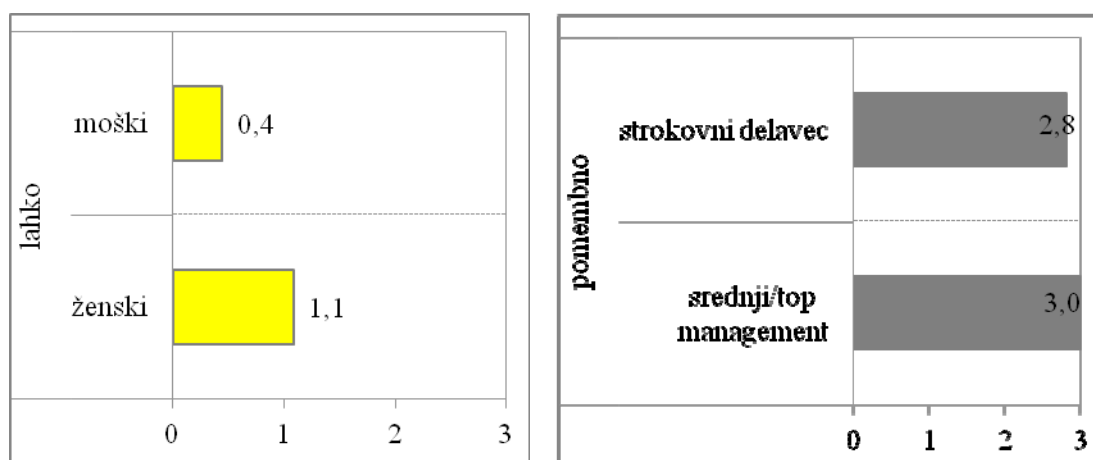 lahko
moški
0,4
ženski
1,1
0 1 2 3
pomembno
strokovni delavec
2,8
srednji/top
management
3,0
0 1 2 3